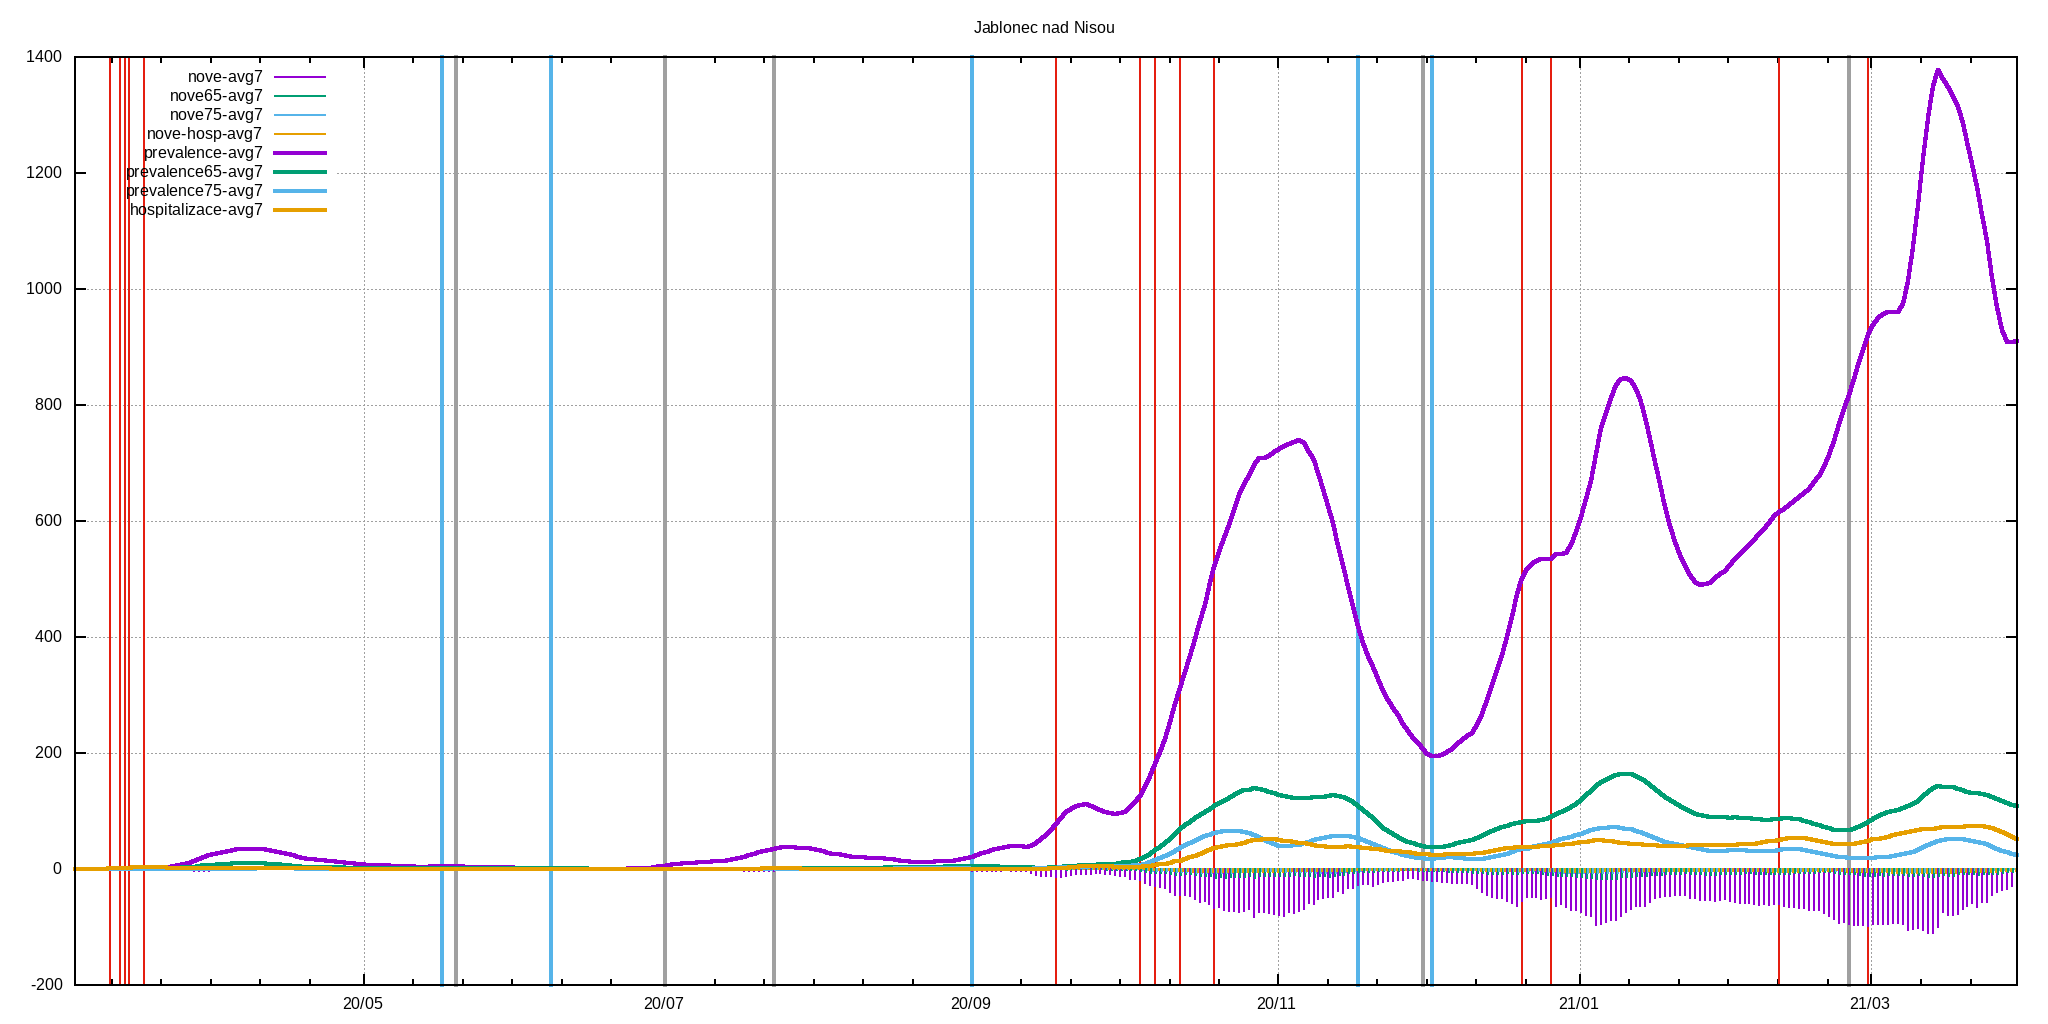 Jablonec nad Nisou
1400
1200
1000
800
600
400
200
0
-200
nove-avg7
nove65-avg7
nove75-avg7
nove-hosp-avg7
prevalence-avg7
prevalence65-avg7
prevalence75-avg7
hospitalizace-avg7
20/05 20/07 20/09 20/11 21/01 21/03